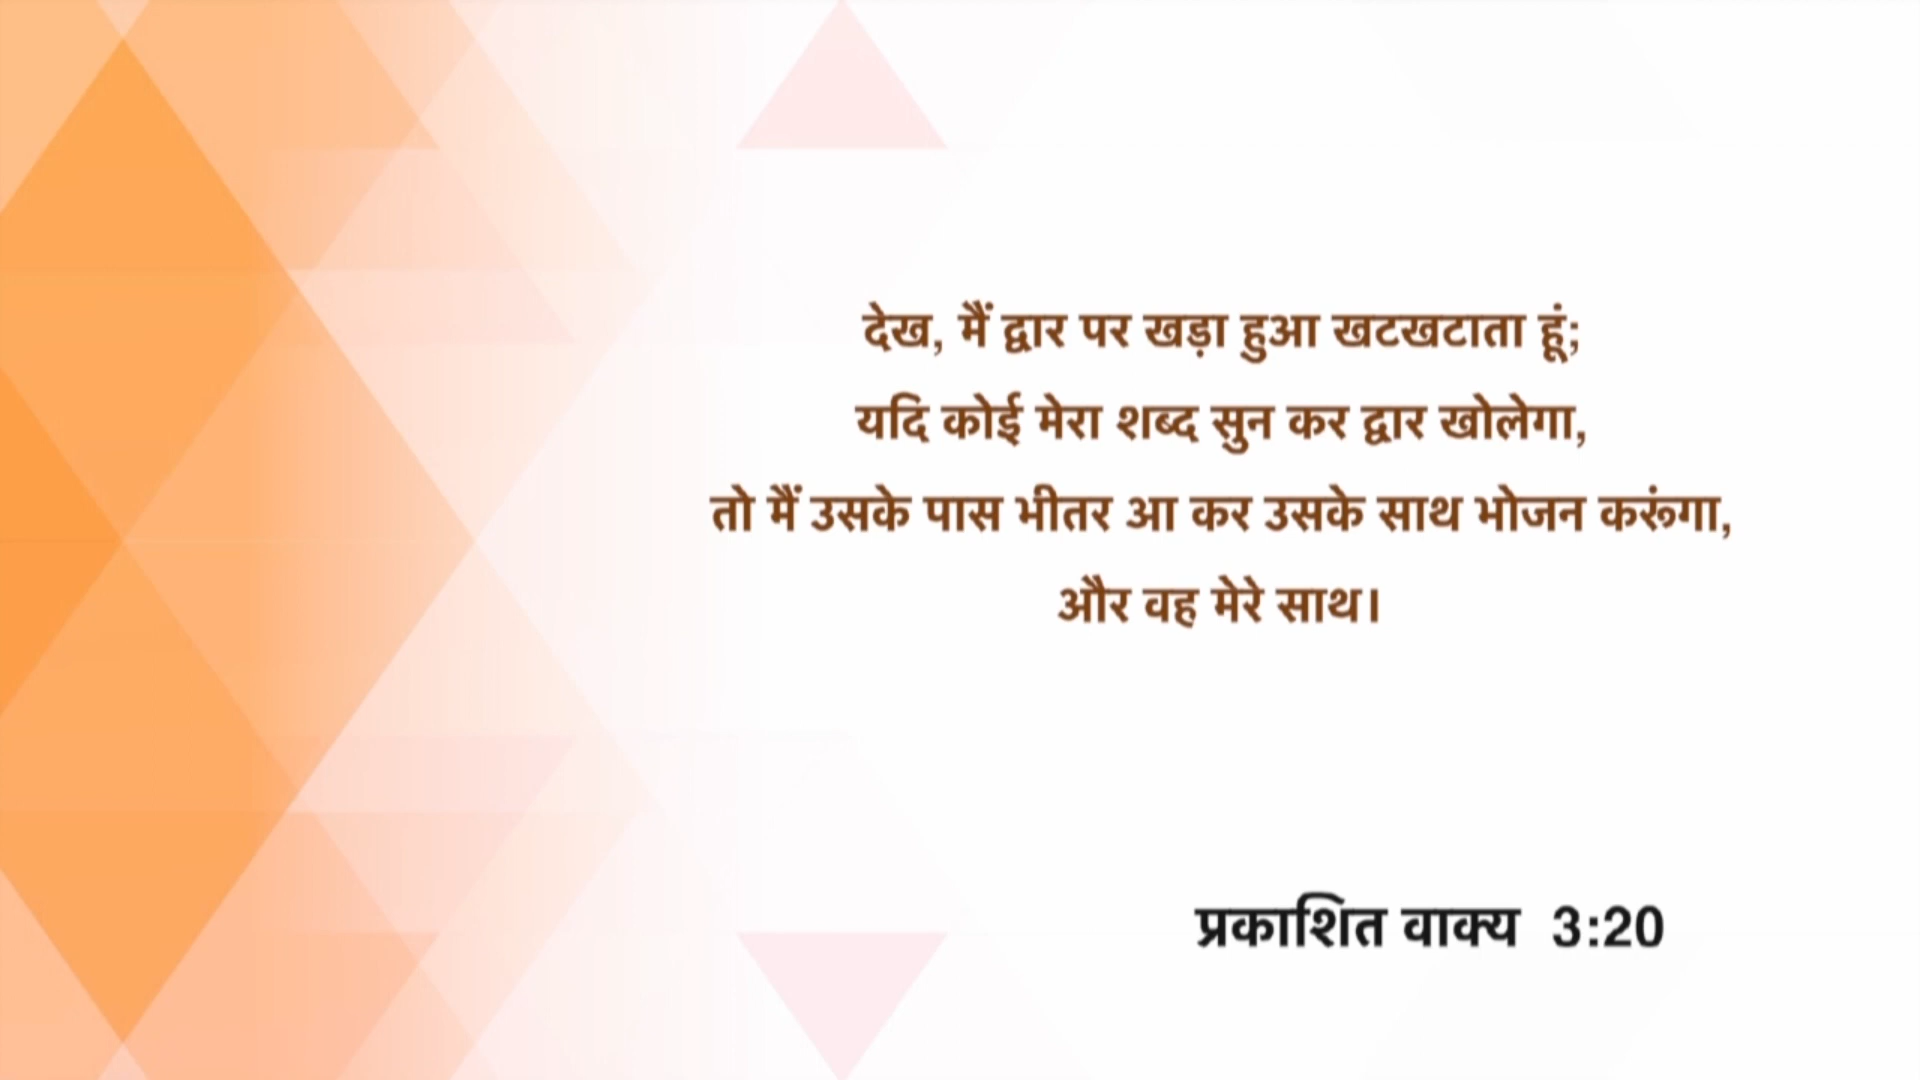 देख, मैं द्वार पर खड़ा हुआ खटखटाता हूं;
यदि कोई मेरा शब्द सुन कर द्वार खोलेगा,
तो मैं उसके पास भीतर आ कर उसके साथ भोजन करूंगा,
और वह मेरे साथ।
प्रकाशित वाक्य 3:20